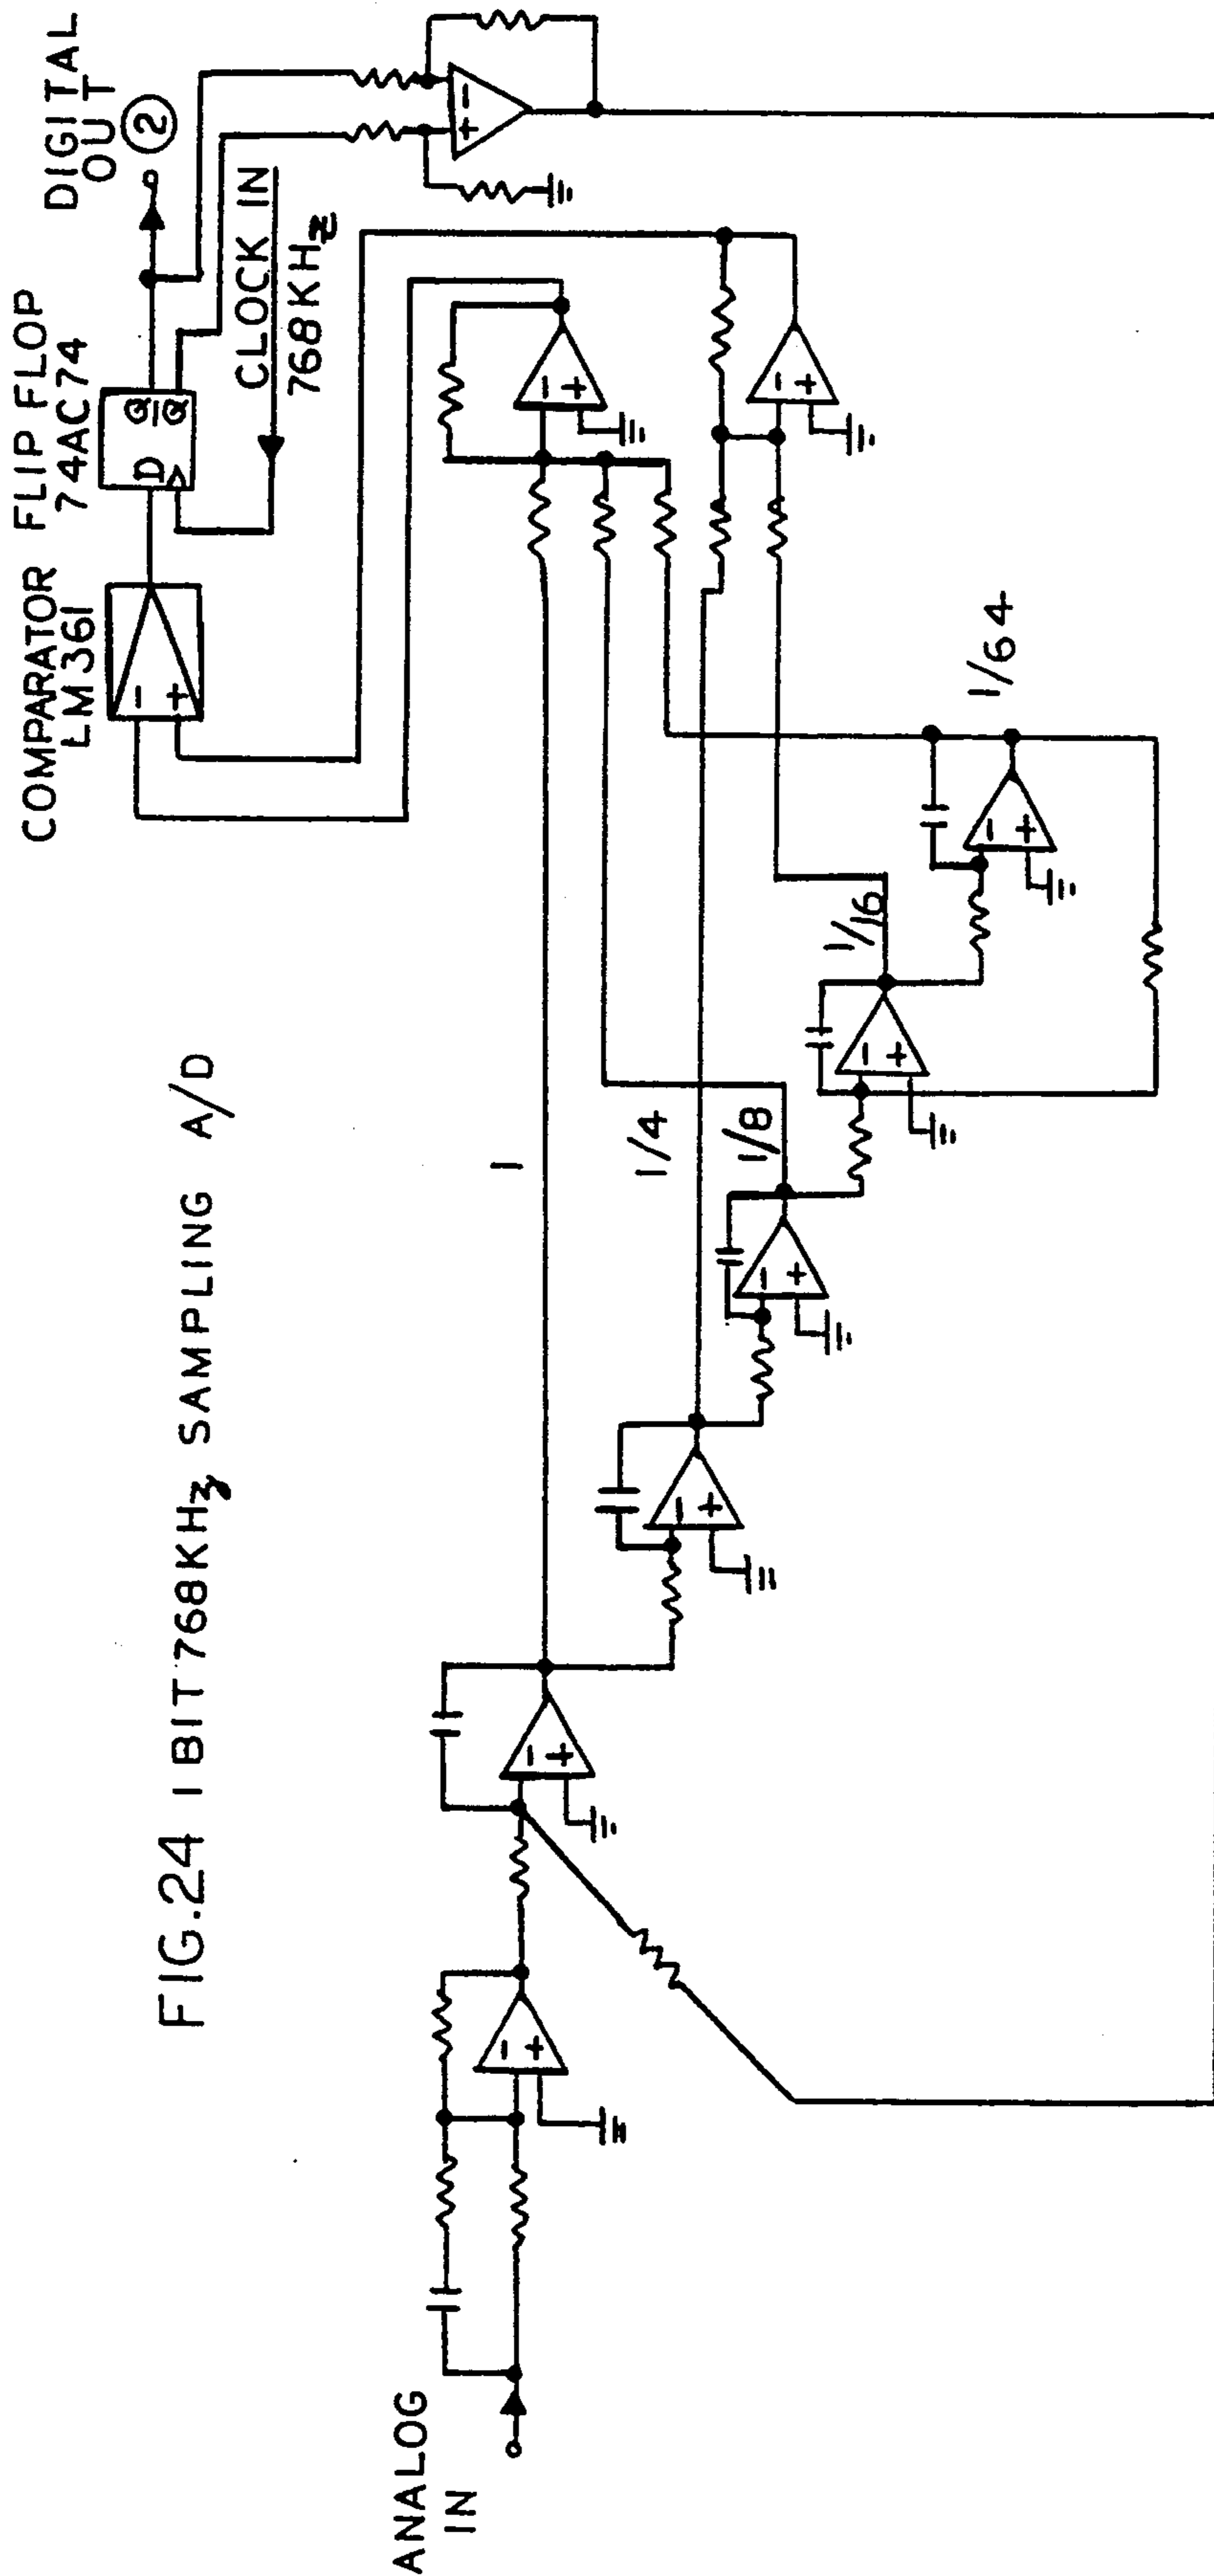 FIG.24 1 BIT 768KHz SAMPLING A/D
ANALOG
IN
COMPARATOR
LM361
FLIP FLOP
74AC74
DIGITAL
OUT
2
D
Q
Q̅
CLOCK IN
768KHz
1
1/4
1/8
1/16
1/64
-
+
-
+
-
+
-
+
-
+
-
+
-
+
-
+
-
+
-
+